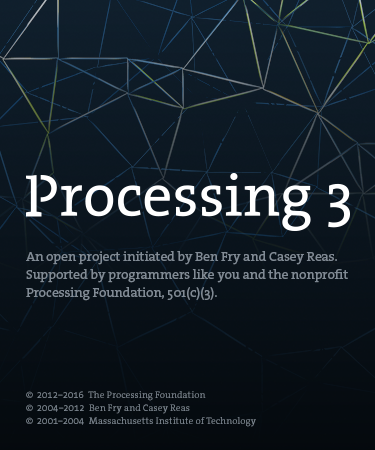 Processing 3
An open project initiated by Ben Fry and Casey Reas.
Supported by programmers like you and the nonprofit
Processing Foundation, 501(c)(3).
© 2012–2016 The Processing Foundation
© 2004–2012 Ben Fry and Casey Reas
© 2001–2004 Massachusetts Institute of Technology